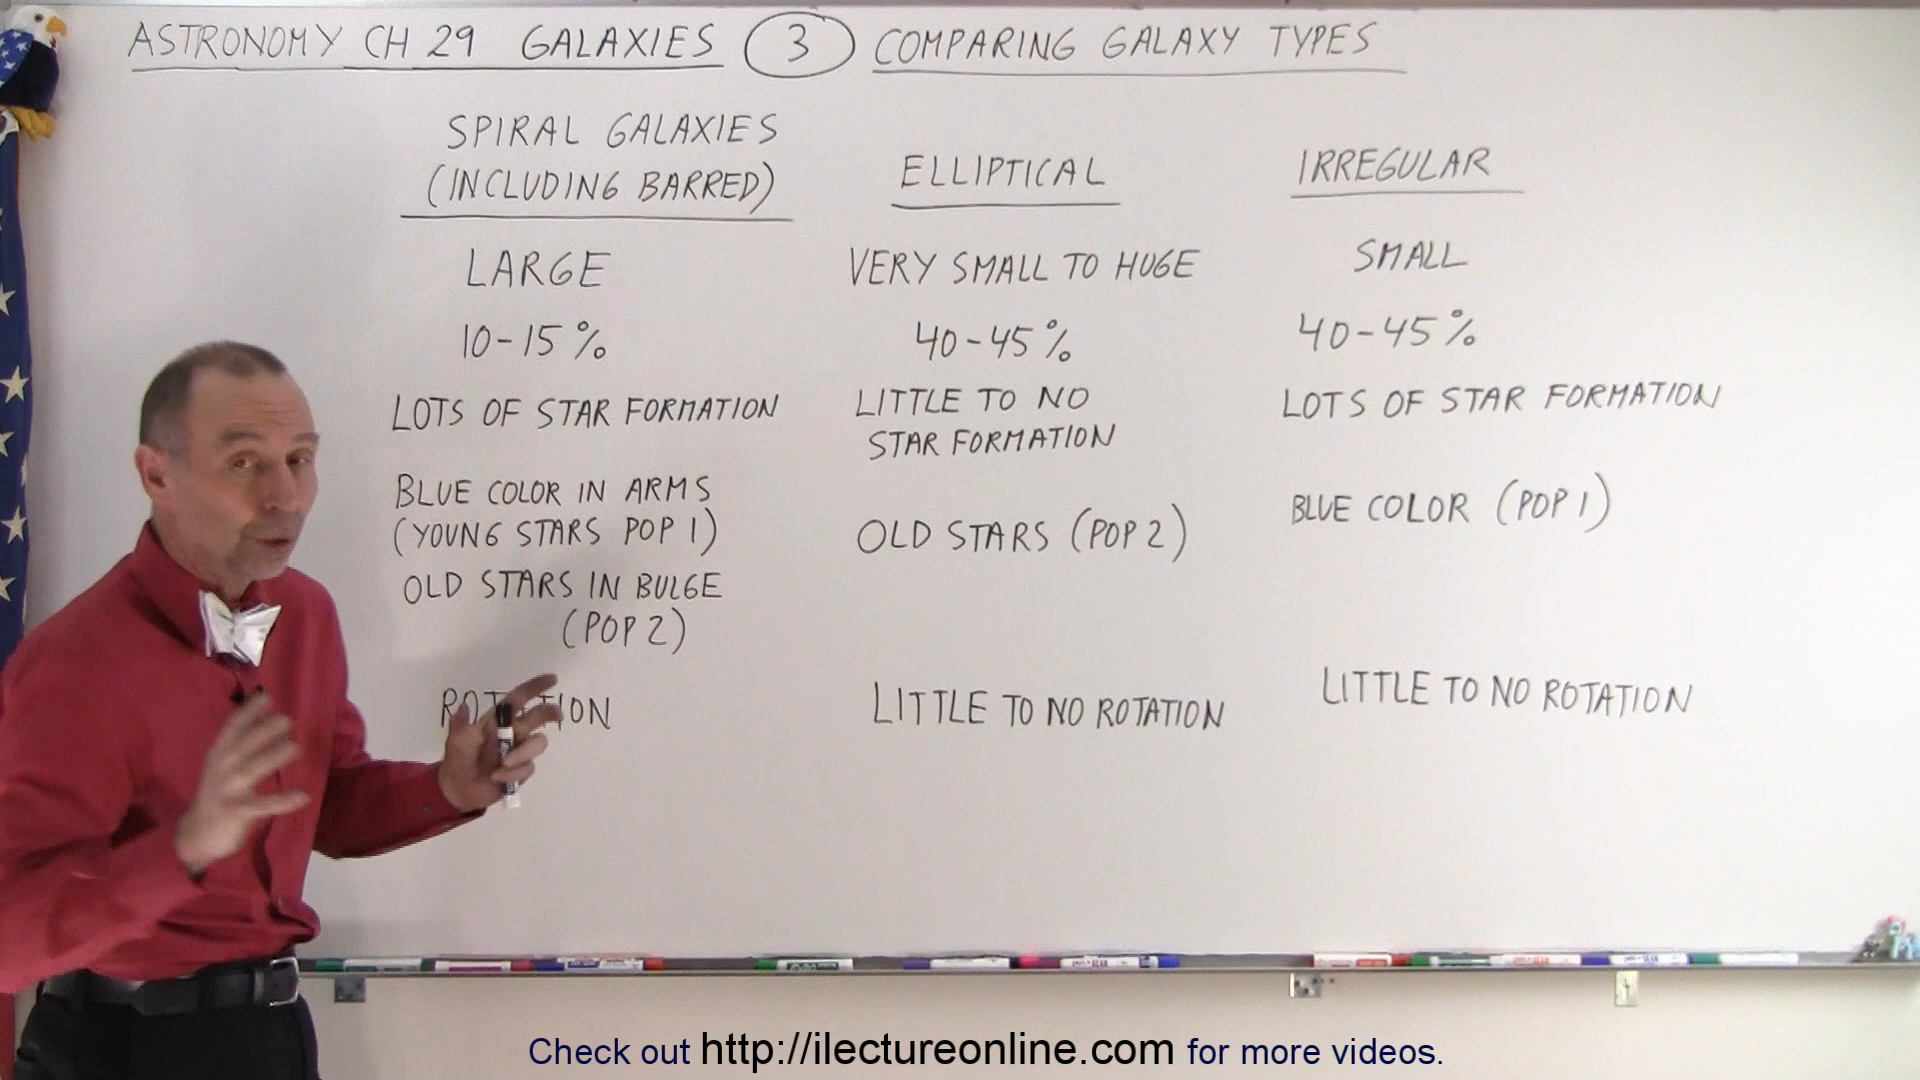 ASTRONOMY CH 29 GALAXIES 3 COMPARING GALAXY TYPES
SPIRAL GALAXIES
(INCLUDING BARRED)
LARGE
10-15%
LOTS OF STAR FORMATION
BLUE COLOR IN ARMS
(YOUNG STARS POP 1)
OLD STARS IN BULGE
(POP 2)
ROTATION
ELLIPTICAL
VERY SMALL TO HUGE
40-45%
LITTLE TO NO
STAR FORMATION
OLD STARS (POP 2)
LITTLE TO NO ROTATION
IRREGULAR
SMALL
40-45%
LOTS OF STAR FORMATION
BLUE COLOR (POP 1)
LITTLE TO NO ROTATION
Check out http://ilectureonline.com for more videos.